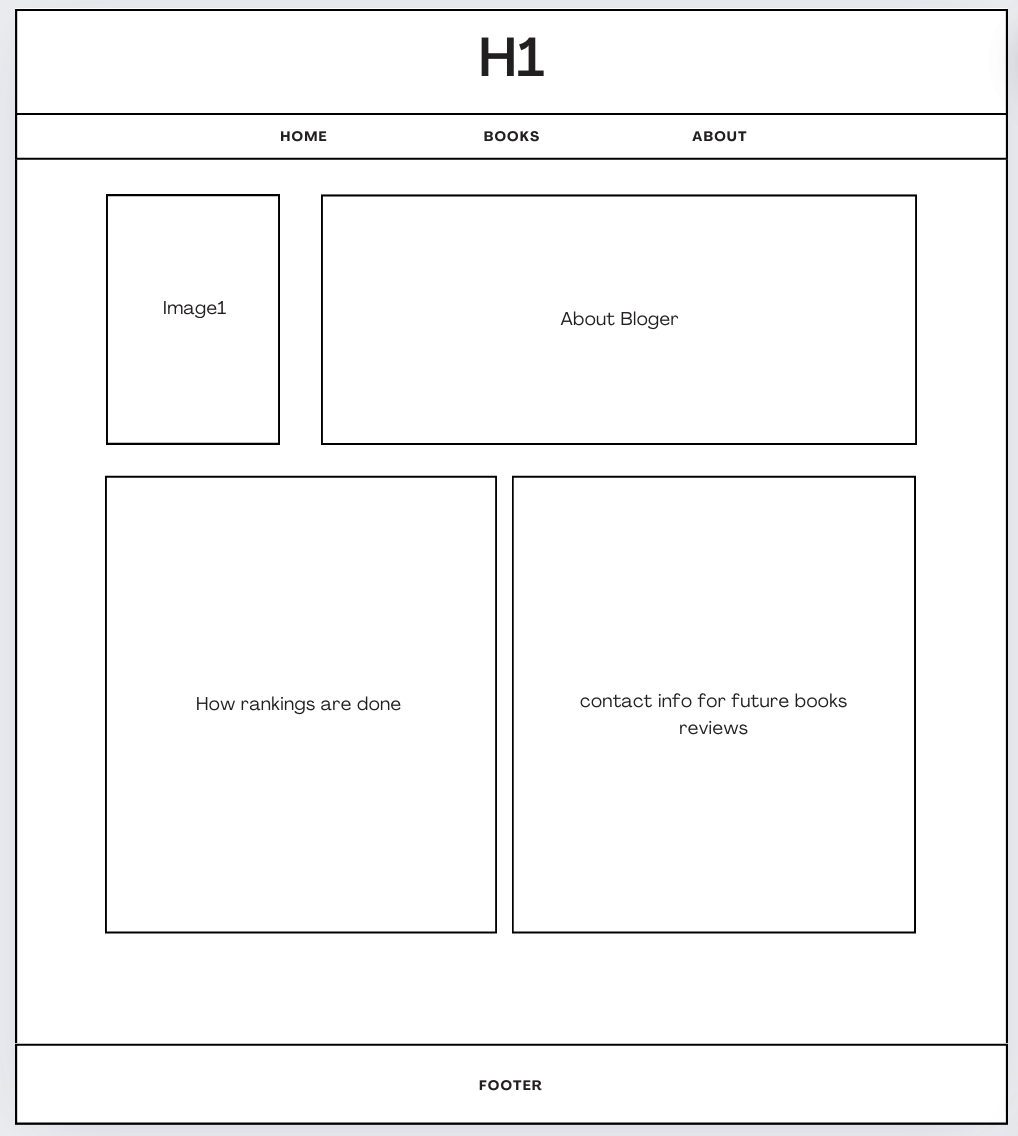 H1
HOME BOOKS ABOUT
Image1
About Bloger
How rankings are done
contact info for future books
reviews
FOOTER